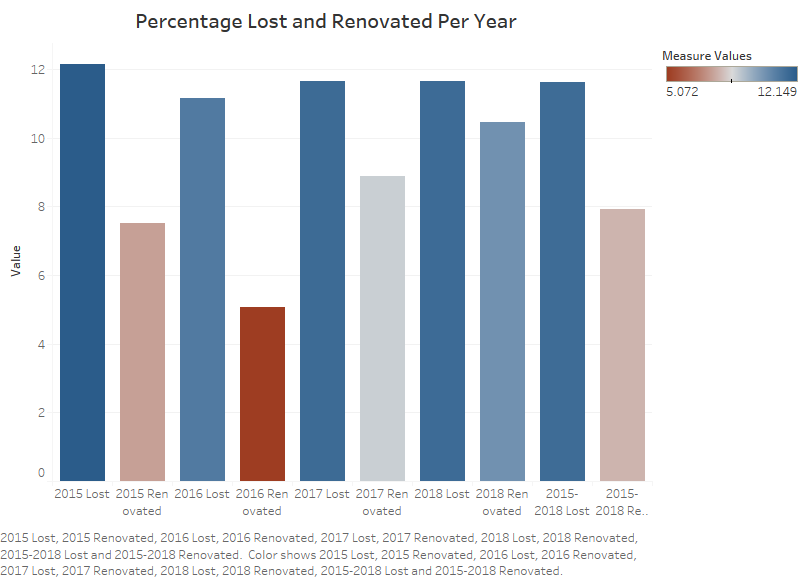 Percentage Lost and Renovated Per Year
Measure Values
5.072 12.149
12
10
8
6
4
2
0
Value
2015 Lost 2015 Ren 2016 Lost 2016 Ren 2017 Lost 2017 Ren 2018 Lost 2018 Ren 2015- 2015-
ovated ovated ovated ovated 2018 Lost 2018 Re..
2015 Lost, 2015 Renovated, 2016 Lost, 2016 Renovated, 2017 Lost, 2017 Renovated, 2018 Lost, 2018 Renovated,
2015-2018 Lost and 2015-2018 Renovated. Color shows 2015 Lost, 2015 Renovated, 2016 Lost, 2016 Renovated,
2017 Lost, 2017 Renovated, 2018 Lost, 2018 Renovated, 2015-2018 Lost and 2015-2018 Renovated.